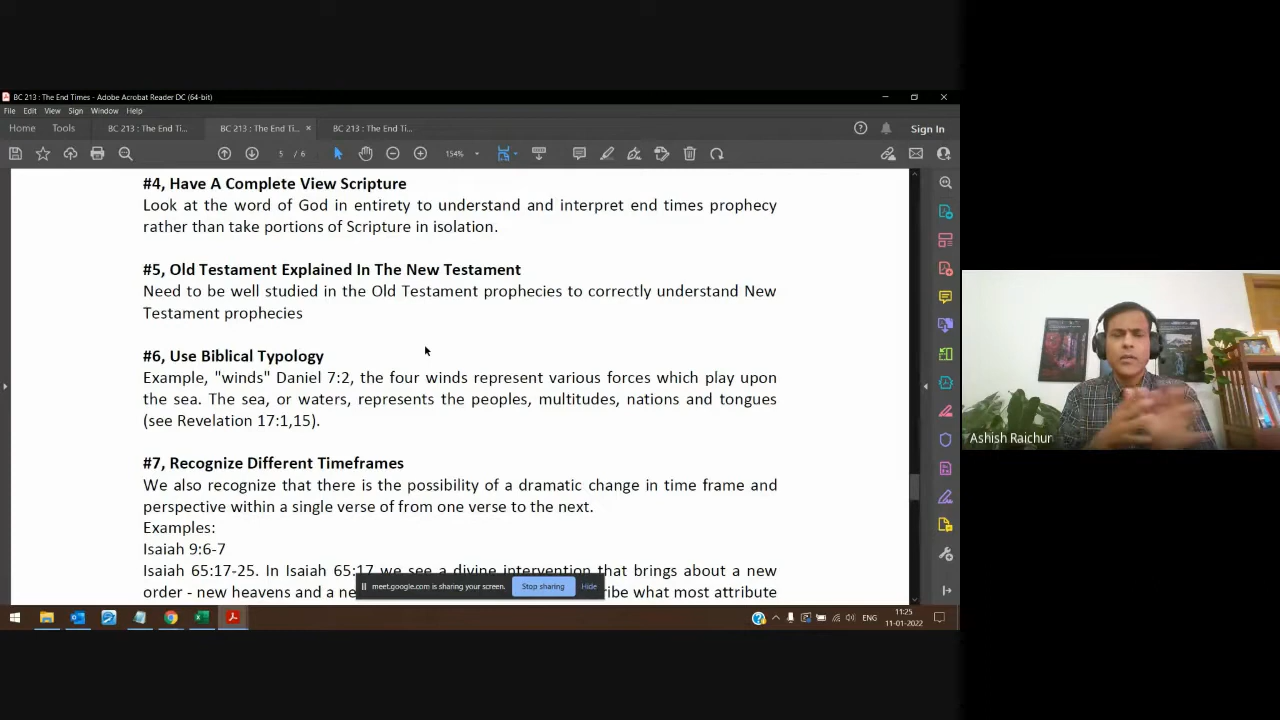 BC 213 : The End Times - Adobe Acrobat Reader DC (64-bit)
File Edit View Sign Window Help
Home Tools BC 213 : The End Ti... BC 213 : The End Ti... × BC 213 : The End Ti... Sign In
5 / 6 154%
#4, Have A Complete View Scripture
Look at the word of God in entirety to understand and interpret end times prophecy
rather than take portions of Scripture in isolation.
#5, Old Testament Explained In The New Testament
Need to be well studied in the Old Testament prophecies to correctly understand New
Testament prophecies
#6, Use Biblical Typology
Example, "winds" Daniel 7:2, the four winds represent various forces which play upon
the sea. The sea, or waters, represents the peoples, multitudes, nations and tongues
(see Revelation 17:1,15).
#7, Recognize Different Timeframes
We also recognize that there is the possibility of a dramatic change in time frame and
perspective within a single verse of from one verse to the next.
Examples:
Isaiah 9:6-7
Isaiah 65:17-25. In Isaiah 65:17 we see a divine intervention that brings about a new
order - new heavens and a ne
ribe what most attribute
meet.google.com is sharing your screen. Stop sharing Hide
ENG
11:25
11-01-2022
Ashish Raichur